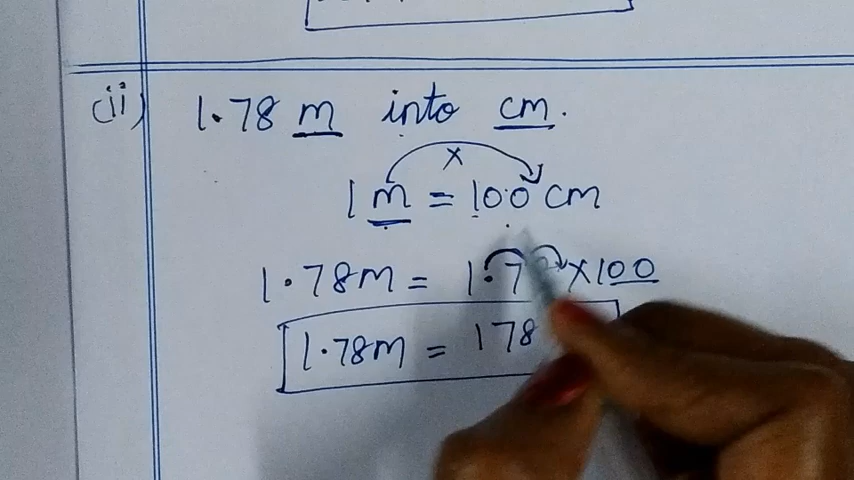 (ii) 1.78 m into cm.
×
1 m = 100 cm
1.78m = 1.7 ×100
1.78m = 178